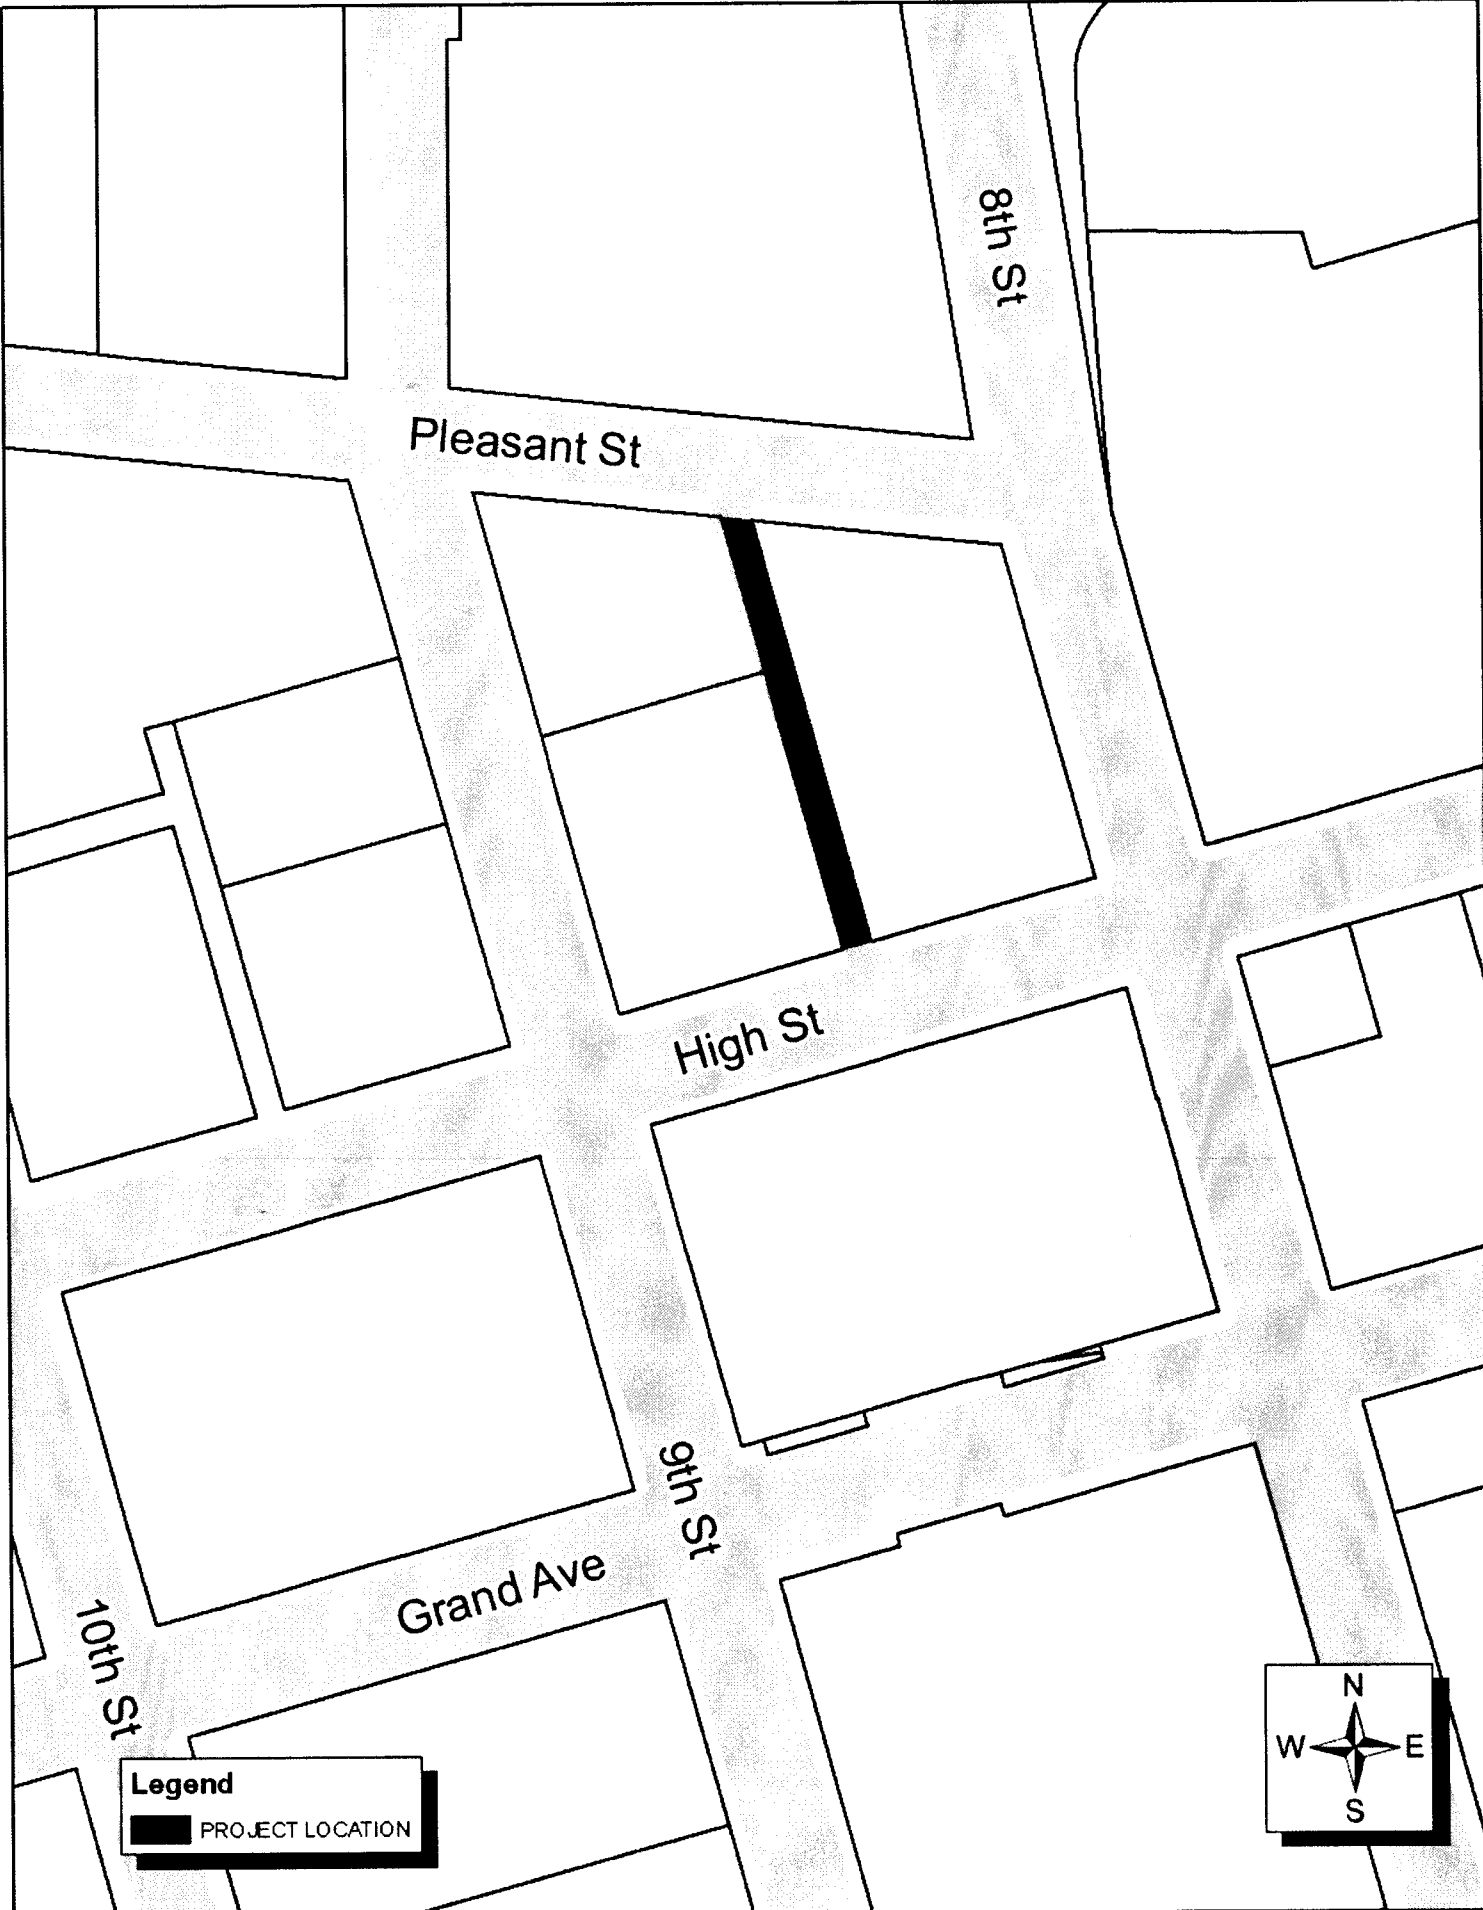 8th St
Pleasant St
High St
9th St
Grand Ave
10th St
Legend
PROJECT LOCATION
N
W E
S